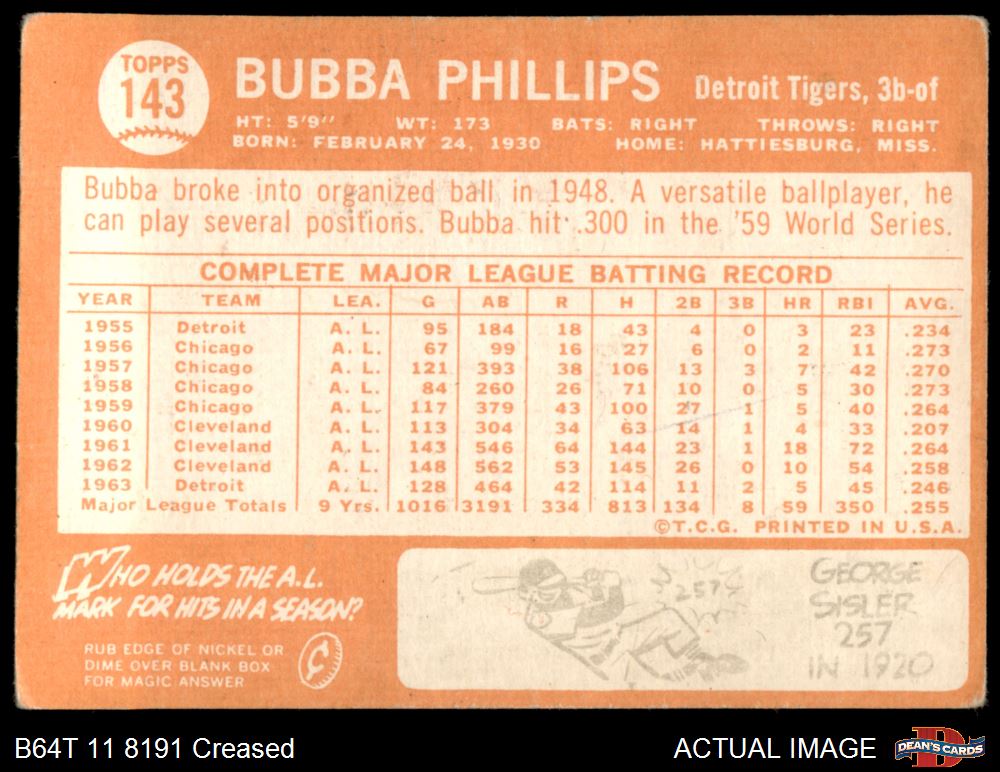 TOPPS
143
BUBBA PHILLIPS Detroit Tigers, 3b-of
HT: 5'9" WT: 173 BATS: RIGHT THROWS: RIGHT
BORN: FEBRUARY 24, 1930 HOME: HATTIESBURG, MISS.
Bubba broke into organized ball in 1948. A versatile ballplayer, he
can play several positions. Bubba hit .300 in the '59 World Series.
COMPLETE MAJOR LEAGUE BATTING RECORD
YEAR TEAM LEA. G AB R H 2B 3B HR RBI AVG.
1955 Detroit A. L. 95 184 18 43 4 0 3 23 .234
1956 Chicago A. L. 67 99 16 27 6 0 2 11 .273
1957 Chicago A. L. 121 393 38 106 13 3 7 42 .270
1958 Chicago A. L. 84 260 26 71 10 0 5 30 .273
1959 Chicago A. L. 117 379 43 100 27 1 5 40 .264
1960 Cleveland A. L. 113 304 34 63 14 1 4 33 .207
1961 Cleveland A. L. 143 546 64 144 23 1 18 72 .264
1962 Cleveland A. L. 148 562 53 145 26 0 10 54 .258
1963 Detroit A. L. 128 464 42 114 11 2 5 45 .246
Major League Totals 9 Yrs. 1016 3191 334 813 134 8 59 350 .255
©T.C.G. PRINTED IN U.S.A.
WHO HOLDS THE A.L.
MARK FOR HITS IN A SEASON?
RUB EDGE OF NICKEL OR
DIME OVER BLANK BOX
FOR MAGIC ANSWER
¢
257
GEORGE
SISLER
257
IN 1920
B64T 11 8191 Creased
ACTUAL IMAGE
DEAN'S CARDS